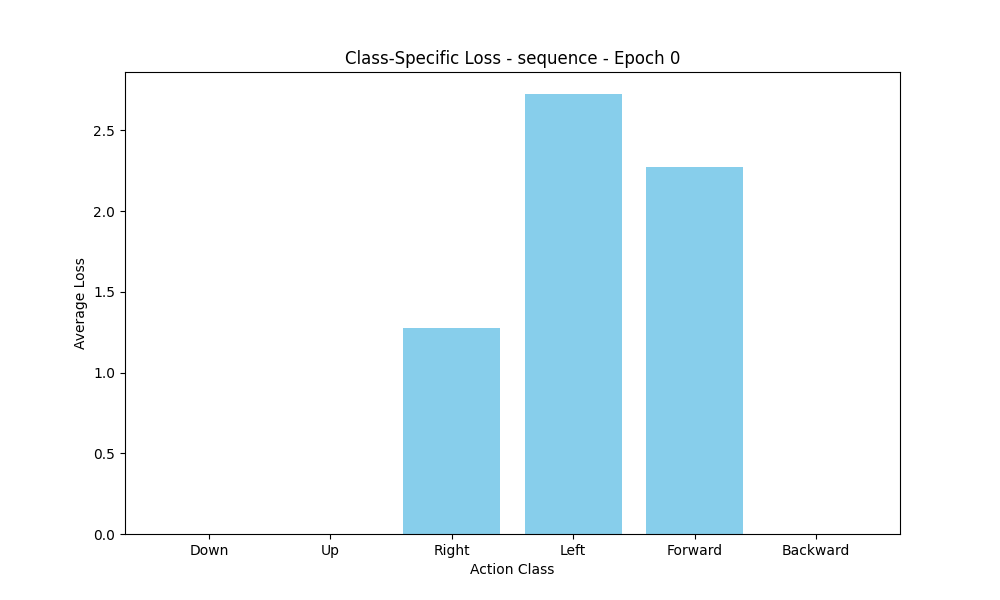 Class-Specific Loss - sequence - Epoch 0
2.5
2.0
1.5
1.0
0.5
0.0
Average Loss
Down Up Right Left Forward Backward
Action Class